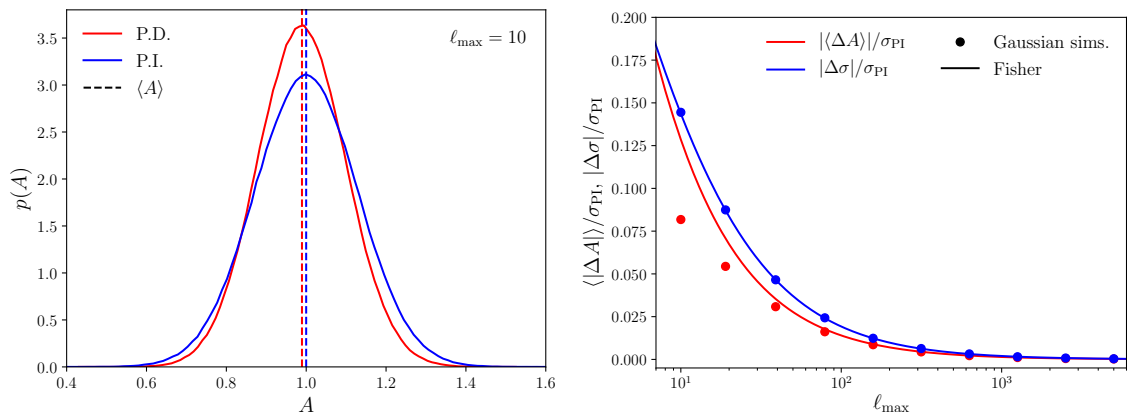 P.D.
P.I.
⟨A⟩
ℓmax = 10
p(A)
3.5
3.0
2.5
2.0
1.5
1.0
0.5
0.0
0.4
0.6
0.8
1.0
1.2
1.4
1.6
A
|⟨ΔA⟩|/σPI
|Δσ|/σPI
Gaussian sims.
Fisher
⟨|ΔA|⟩/σPI, |Δσ|/σPI
0.200
0.175
0.150
0.125
0.100
0.075
0.050
0.025
0.000
10¹
10²
10³
ℓmax